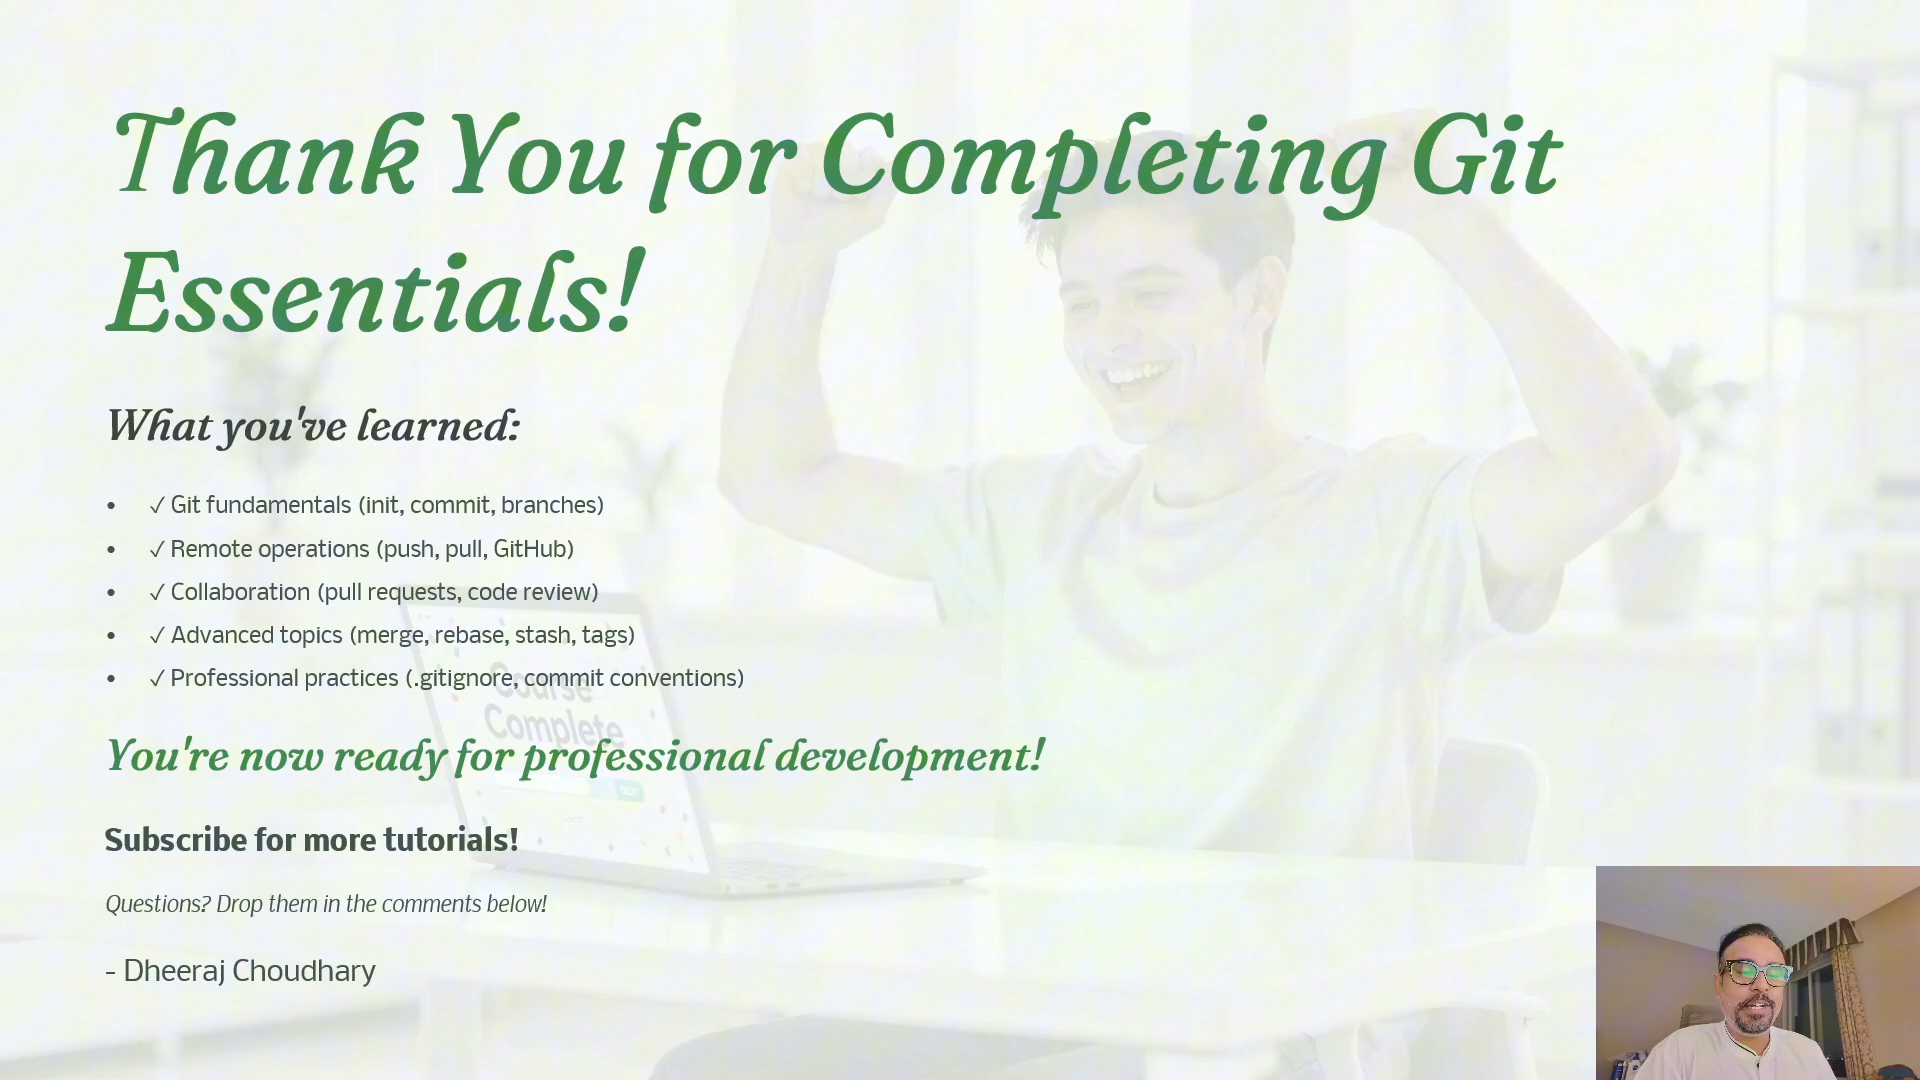 Thank You for Completing Git
Essentials!
What you've learned:
• ✓ Git fundamentals (init, commit, branches)
• ✓ Remote operations (push, pull, GitHub)
• ✓ Collaboration (pull requests, code review)
• ✓ Advanced topics (merge, rebase, stash, tags)
• ✓ Professional practices (.gitignore, commit conventions)
Course
Complete
You're now ready for professional development!
Subscribe for more tutorials!
Questions? Drop them in the comments below!
- Dheeraj Choudhary